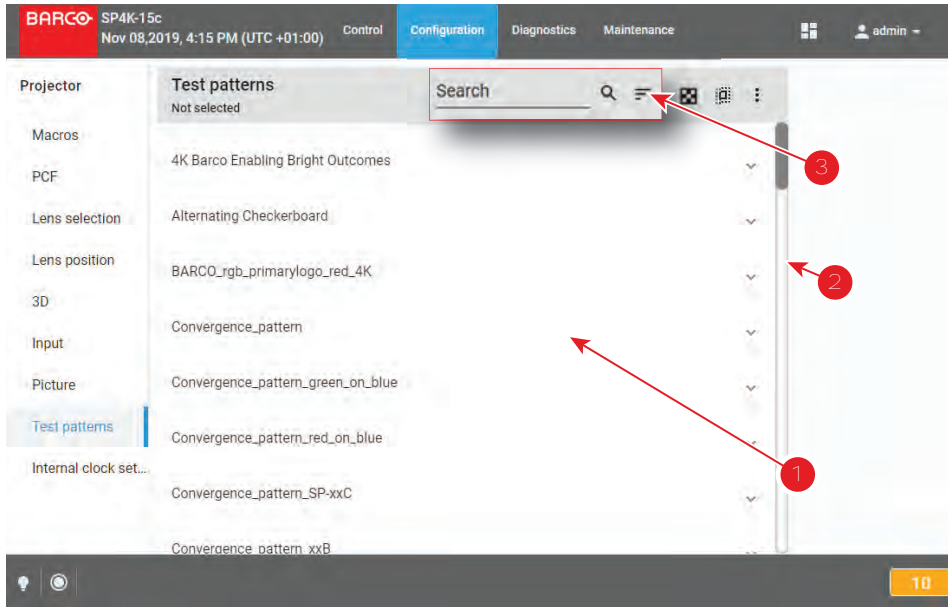 BARCO SP4K-15c
Nov 08,2019, 4:15 PM (UTC +01:00)
Control Configuration Diagnostics Maintenance admin
Projector
Macros
PCF
Lens selection
Lens position
3D
Input
Picture
Test patterns
Internal clock set...
Test patterns
Not selected
Search
4K Barco Enabling Bright Outcomes
Alternating Checkerboard
BARCO_rgb_primarylogo_red_4K
Convergence_pattern
Convergence_pattern_green_on_blue
Convergence_pattern_red_on_blue
Convergence_pattern_SP-xxC
Convergence_pattern_xxB
3
2
1
10